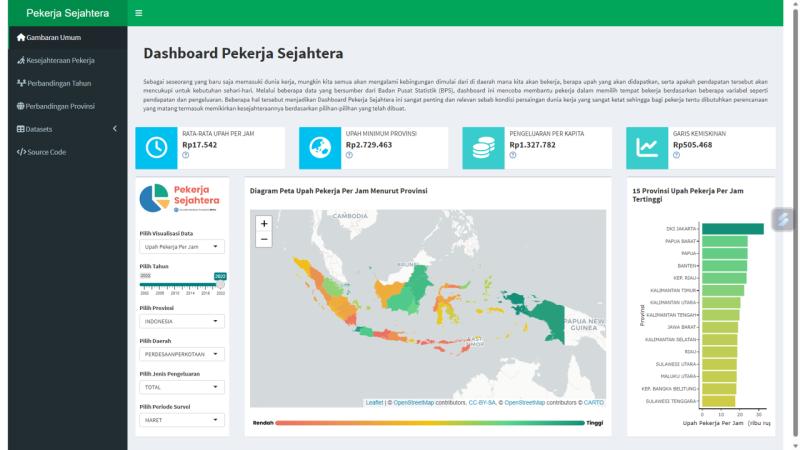 Pekerja Sejahtera
Gambaran Umum
Kesejahteraan Pekerja
Perbandingan Tahun
Perbandingan Provinsi
Datasets
Source Code
Dashboard Pekerja Sejahtera
Sebagai seseorang yang baru saja memasuki dunia kerja, mungkin kita semua akan mengalami kebingungan dimulai dari di daerah mana kita akan bekerja, berapa upah yang akan didapatkan, serta apakah pendapatan tersebut akan
mencukupi untuk kebutuhan sehari-hari. Melalui beberapa data yang bersumber dari Badan Pusat Statistik (BPS), dashboard ini mencoba membantu pekerja dalam memilih tempat bekerja berdasarkan beberapa variabel seperti
pendapatan dan pengeluaran. Beberapa hal tersebut menjadikan Dashboard Pekerja Sejahtera ini sangat penting dan relevan sebab kondisi persaingan dunia kerja yang sangat ketat sehingga bagi pekerja tentu dibutuhkan perencanaan
yang matang termasuk memikirkan kesejahteraannya berdasarkan pilihan-pilihan yang telah dibuat.
RATA-RATA UPAH PER JAM
Rp17.542
UPAH MINIMUM PROVINSI
Rp2.729.463
PENGELUARAN PER KAPITA
Rp1.327.782
GARIS KEMISKINAN
Rp505.468
Pekerja
Sejahtera
Pilih Visualisasi Data
Upah Pekerja Per Jam
Pilih Tahun
2022
2022
2002 2006 2010 2014 2018 2022
Pilih Provinsi
INDONESIA
Pilih Daerah
PERDESAANPERKOTAAN
Pilih Jenis Pengeluaran
TOTAL
Pilih Periode Survei
MARET
Diagram Peta Upah Pekerja Per Jam Menurut Provinsi
+
−
CAMBODIA
BRUNEI
PAPUA NEW
GUINEA
EAST
Leaflet | © OpenStreetMap contributors, CC-BY-SA, © OpenStreetMap contributors © CARTO
Rendah
Tinggi
15 Provinsi Upah Pekerja Per Jam
Tertinggi
Provinsi
DKI JAKARTA
PAPUA BARAT
PAPUA
BANTEN
KEP. RIAU
KALIMANTAN TIMUR
KALIMANTAN UTARA
KALIMANTAN TENGAH
JAWA BARAT
KALIMANTAN SELATAN
RIAU
SULAWESI UTARA
MALUKU UTARA
KEP. BANGKA BELITUNG
SULAWESI TENGGARA
0 10 20 30
Upah Pekerja Per Jam (ribu rup